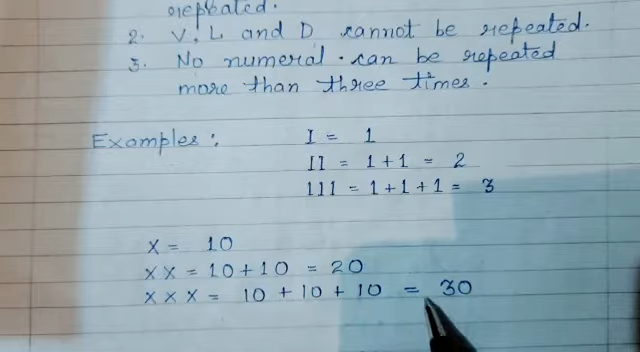 repeated.
2. V, L and D cannot be repeated.
3. No numeral can be repeated
more than three times.
Examples: I = 1
II = 1+1 = 2
III = 1+1+1 = 3
X = 10
XX = 10+10 = 20
XXX = 10+10+10 = 30